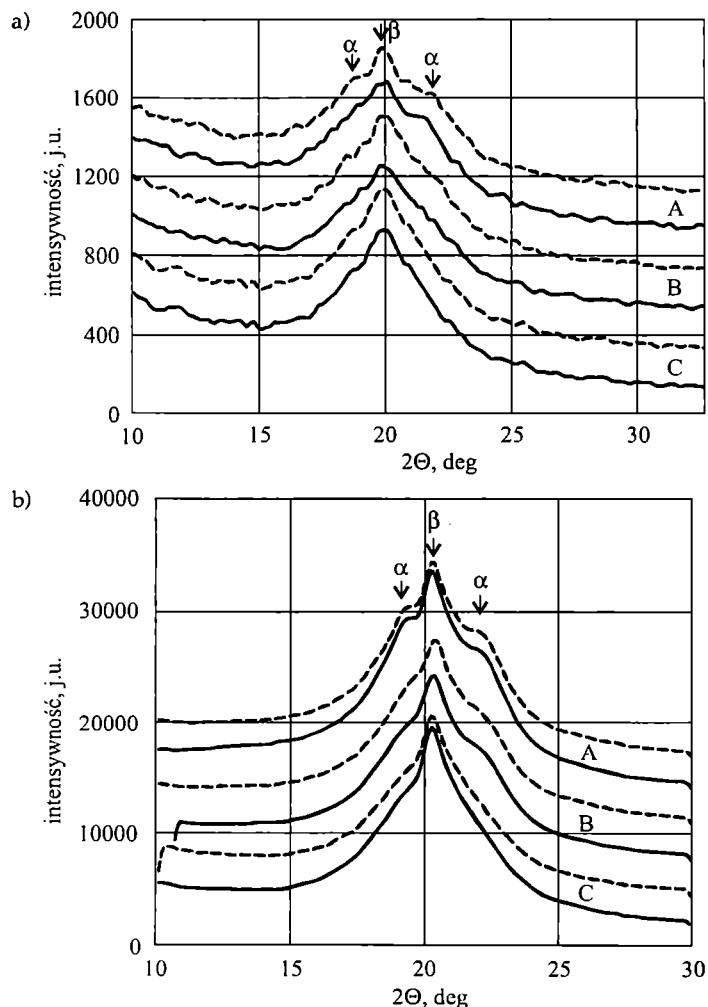 a)
α
β
α
1600
1200
800
400
0
intensywność, j.u.
A
B
C
10
15
20
25
30
2Θ, deg
b)
40000
30000
20000
10000
0
intensywność, j.u.
α
β
α
A
B
C
10
15
20
25
30
2Θ, deg